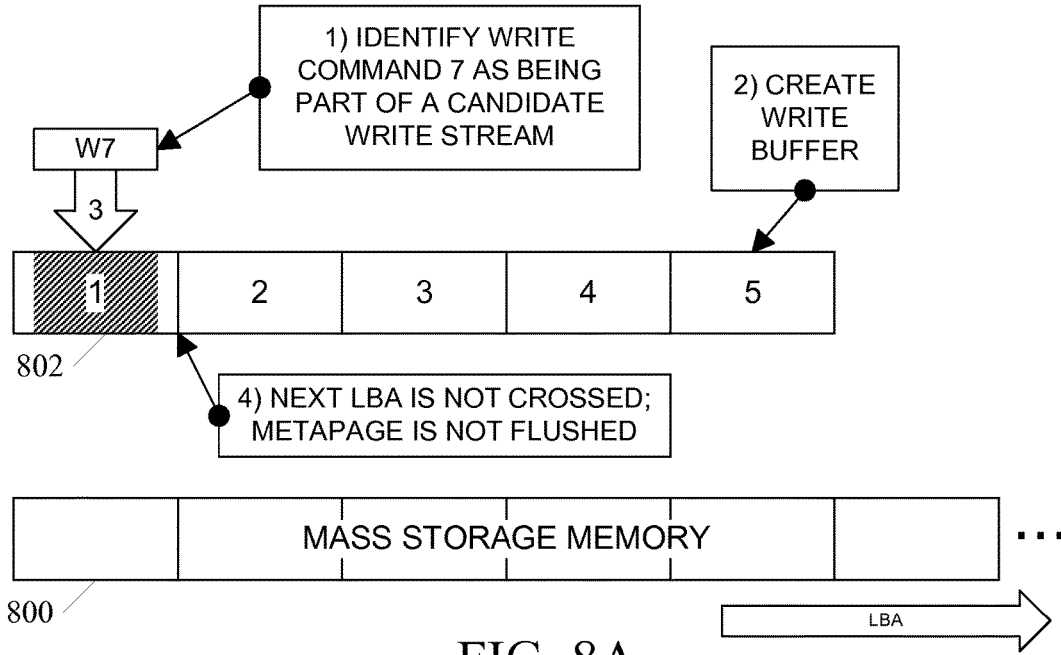 1) IDENTIFY WRITE
COMMAND 7 AS BEING
PART OF A CANDIDATE
WRITE STREAM
2) CREATE
WRITE
BUFFER
W7
3
1 2 3 4 5
802
4) NEXT LBA IS NOT CROSSED;
METAPAGE IS NOT FLUSHED
MASS STORAGE MEMORY
...
800
LBA
FIG. 8A